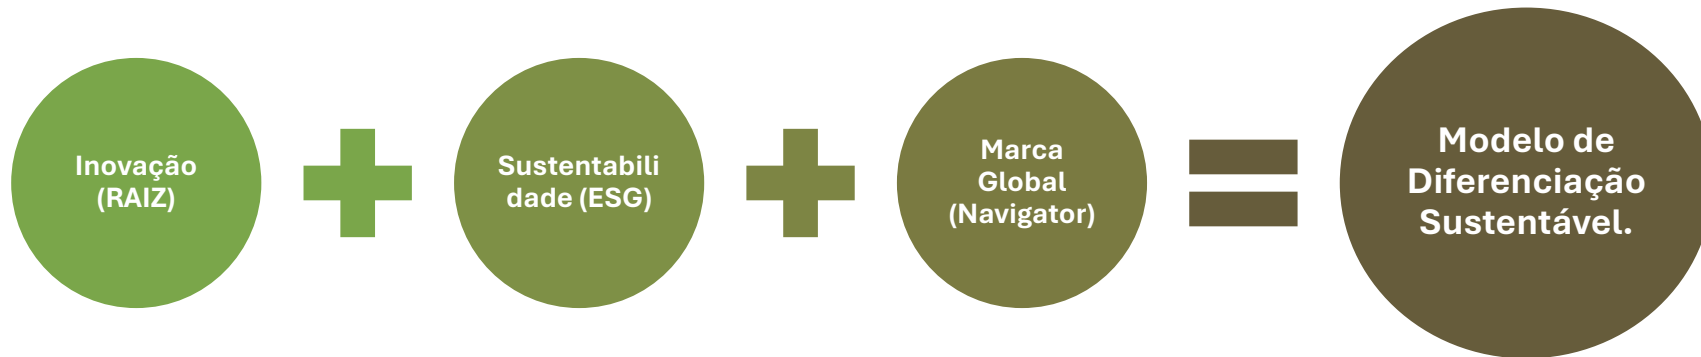 Inovação
(RAIZ)
Sustentabili
dade (ESG)
Marca
Global
(Navigator)
Modelo de
Diferenciação
Sustentável.